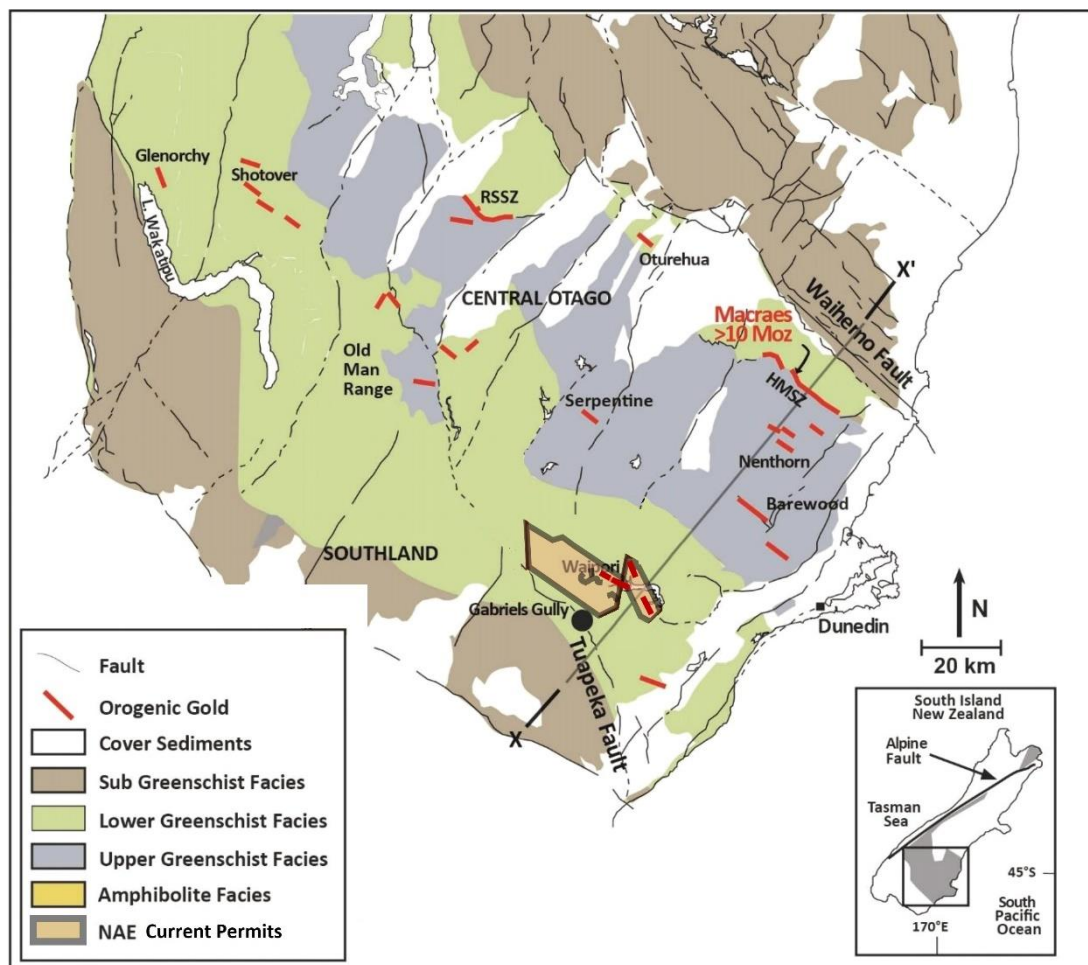 Glenorchy
Shotover
L. Wakatipu
RSSZ
Oturehua
CENTRAL OTAGO
X'
Waihemo Fault
Macraes
>10 Moz
HMSZ
Old
Man
Range
Serpentine
Nenthorn
Barewood
SOUTHLAND
Waipori
Gabriels Gully
Tuapeka Fault
X
Dunedin
N
20 km
Fault
Orogenic Gold
Cover Sediments
Sub Greenschist Facies
Lower Greenschist Facies
Upper Greenschist Facies
Amphibolite Facies
NAE Current Permits
South Island
New Zealand
Alpine
Fault
Tasman
Sea
45°S
South
Pacific
Ocean
170°E